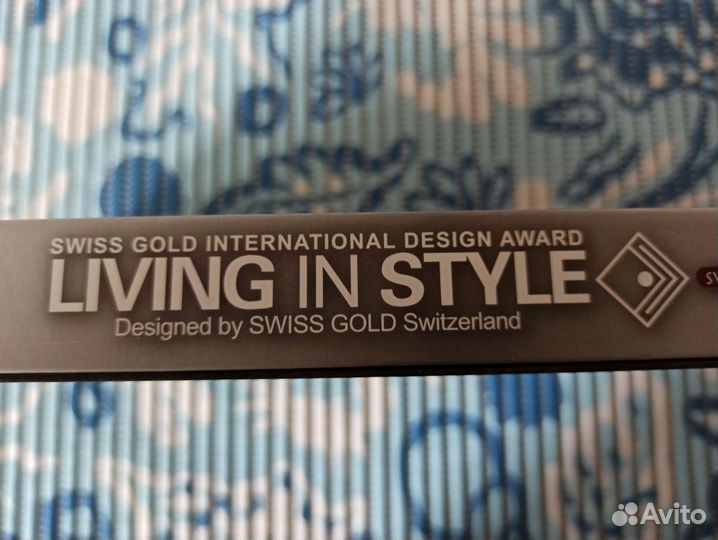 SWISS GOLD INTERNATIONAL DESIGN AWARD
LIVING IN STYLE
Designed by SWISS GOLD Switzerland
Avito